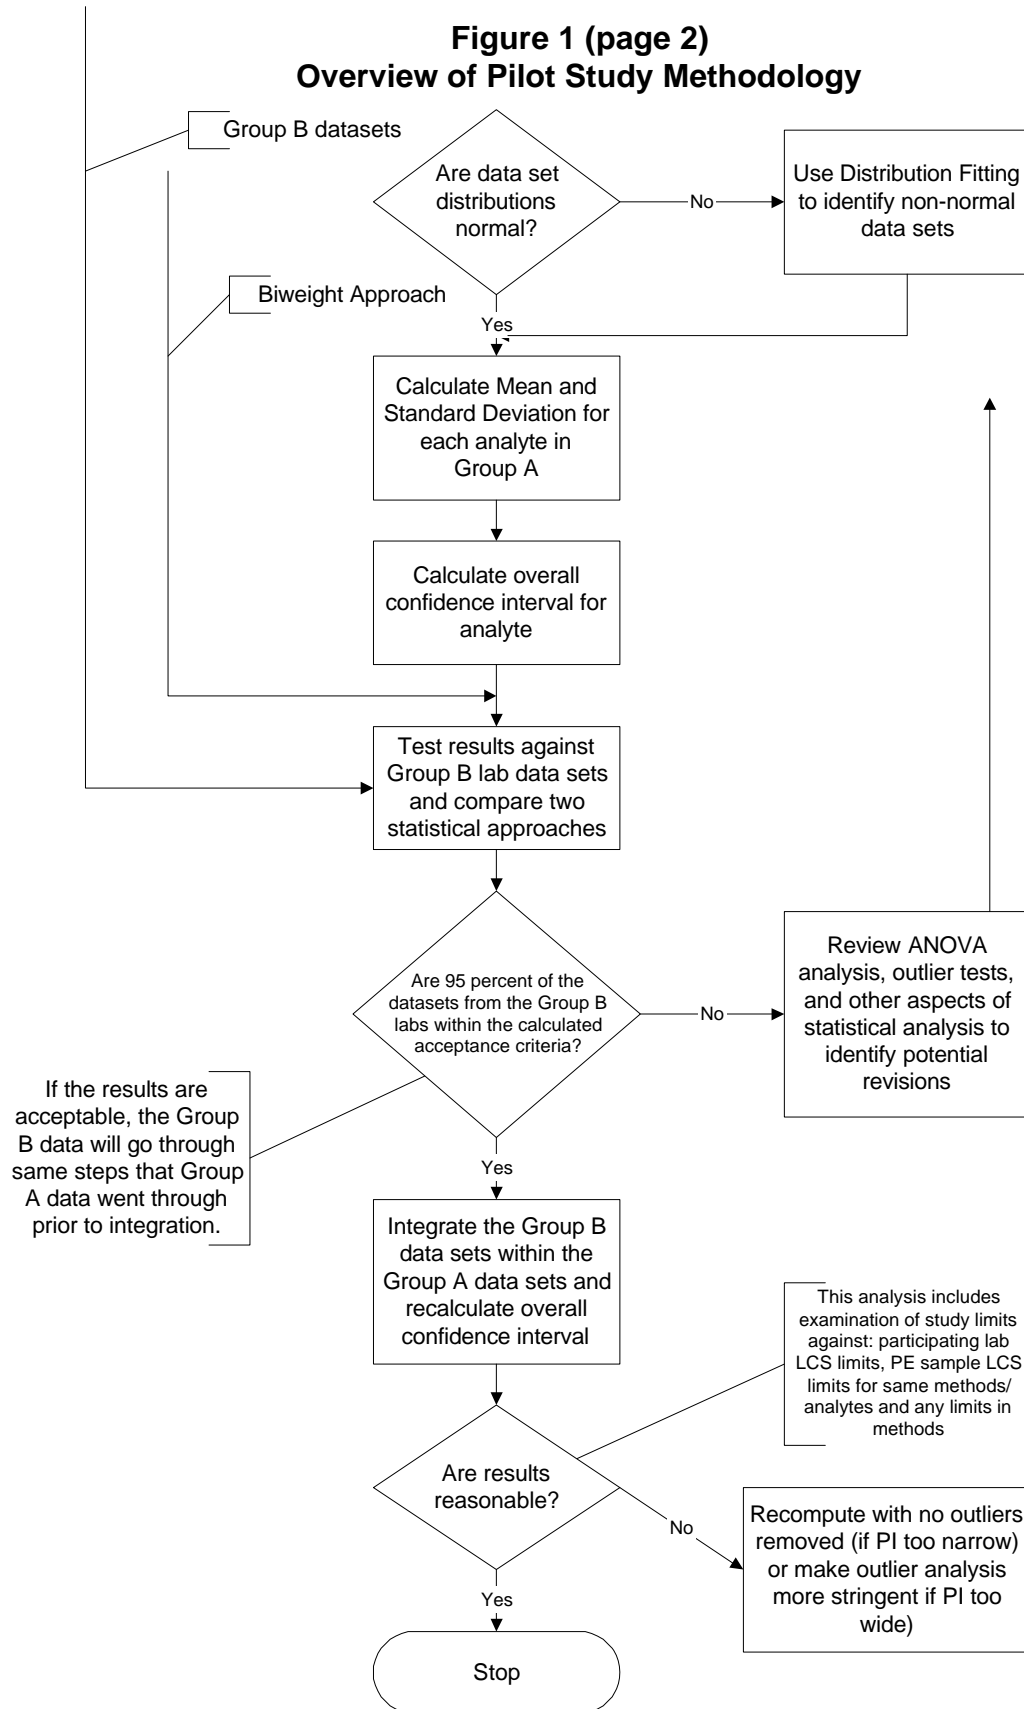 Figure 1 (page 2)
Overview of Pilot Study Methodology
Group B datasets
Are data set
distributions
normal?
No
Use Distribution Fitting
to identify non-normal
data sets
Biweight Approach
Yes
Calculate Mean and
Standard Deviation for
each analyte in
Group A
Calculate overall
confidence interval for
analyte
Test results against
Group B lab data sets
and compare two
statistical approaches
Are 95 percent of the
datasets from the Group B
labs within the calculated
acceptance criteria?
No
Review ANOVA
analysis, outlier tests,
and other aspects of
statistical analysis to
identify potential
revisions
If the results are
acceptable, the Group
B data will go through
same steps that Group
A data went through
prior to integration.
Yes
Integrate the Group B
data sets within the
Group A data sets and
recalculate overall
confidence interval
This analysis includes
examination of study limits
against: participating lab
LCS limits, PE sample LCS
limits for same methods/
analytes and any limits in
methods
Are results
reasonable?
No
Recompute with no outliers
removed (if PI too narrow)
or make outlier analysis
more stringent if PI too
wide)
Yes
Stop